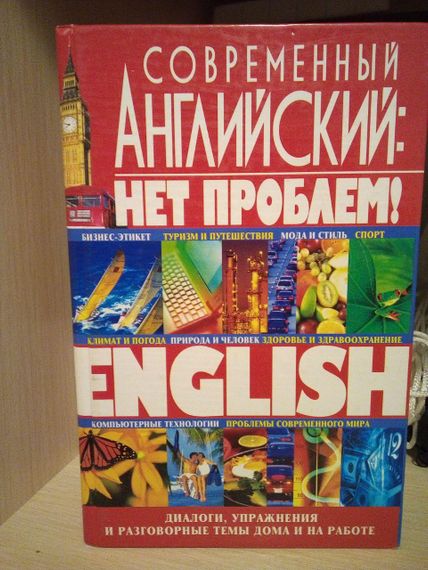 СОВРЕМЕННЫЙ
АНГЛИЙСКИЙ:
НЕТ ПРОБЛЕМ!
БИЗНЕС-ЭТИКЕТ ТУРИЗМ И ПУТЕШЕСТВИЯ МОДА И СТИЛЬ СПОРТ
КЛИМАТ И ПОГОДА ПРИРОДА И ЧЕЛОВЕК ЗДОРОВЬЕ И ЗДРАВООХРАНЕНИЕ
ENGLISH
КОМПЬЮТЕРНЫЕ ТЕХНОЛОГИИ ПРОБЛЕМЫ СОВРЕМЕННОГО МИРА
12
ДИАЛОГИ, УПРАЖНЕНИЯ
И РАЗГОВОРНЫЕ ТЕМЫ ДОМА И НА РАБОТЕ